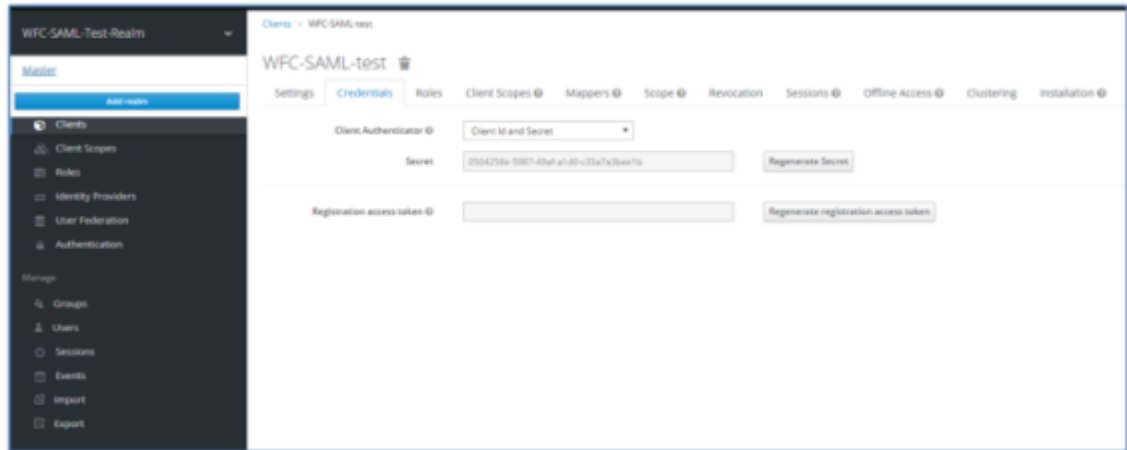 WFC-SAML-Test-Realm
Master
Add realm
Clients
Client Scopes
Roles
Identity Providers
User Federation
Authentication
Manage
Groups
Users
Sessions
Events
Import
Export
Clients > WFC-SAML-test
WFC-SAML-test
Settings Credentials Roles Client Scopes Mappers Scope Revocation Sessions Offline Access Clustering Installation
Client Authenticator Client Id and Secret
Secret Regenerate Secret
Registration access token Regenerate registration access token